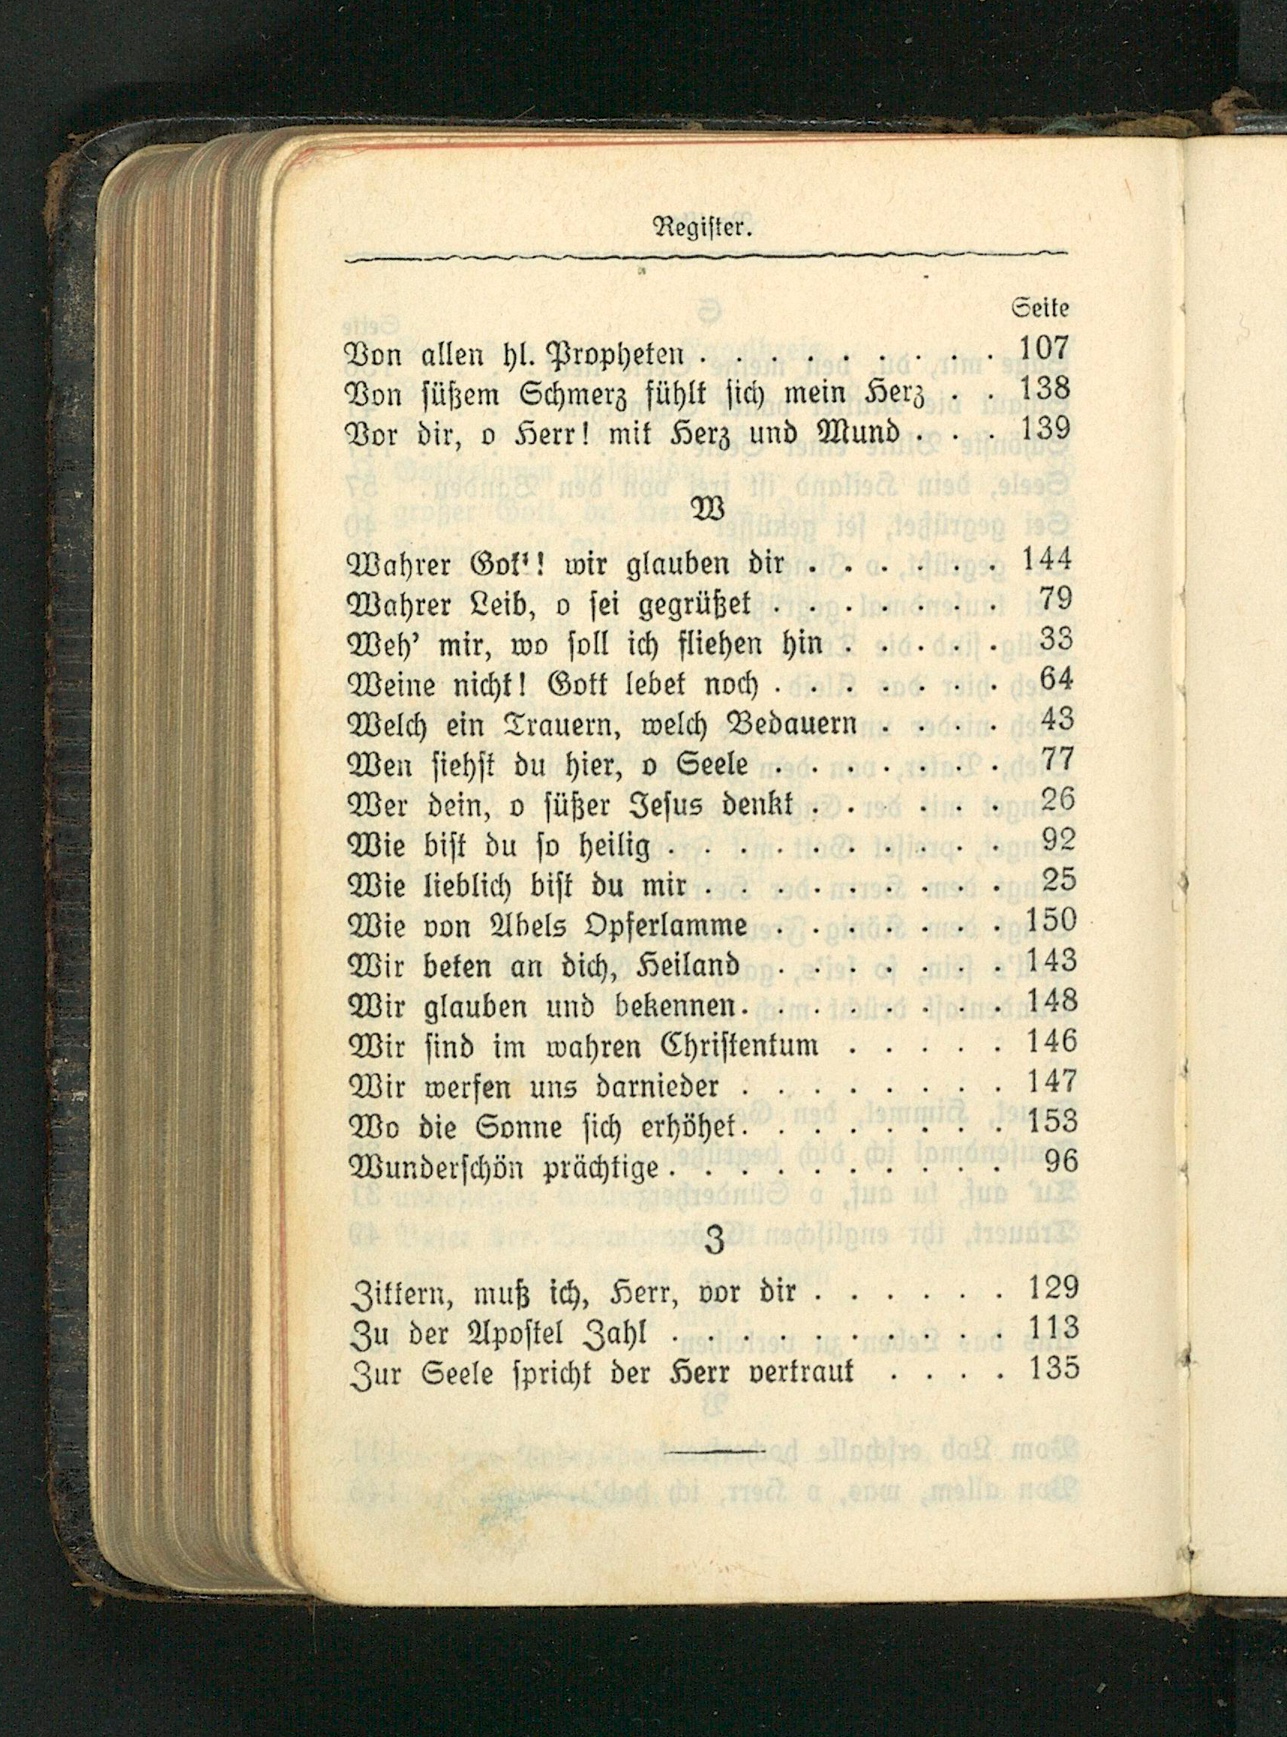 Register.
Seite
Von allen hl. Propheten . . . . . . . . . 107
Von süßem Schmerz fühlt sich mein Herz . . 138
Vor dir, o Herr! mit Herz und Mund . . . 139
W
Wahrer Gott! wir glauben dir . . . . . . 144
Wahrer Leib, o sei gegrüßet . . . . . . . 79
Weh' mir, wo soll ich fliehen hin . . . . . 33
Weine nicht! Gott lebet noch . . . . . . . 64
Welch ein Trauern, welch Bedauern . . . . 43
Wen siehst du hier, o Seele . . . . . . . 77
Wer dein, o süßer Jesus denkt . . . . . . 26
Wie bist du so heilig . . . . . . . . . . 92
Wie lieblich bist du mir . . . . . . . . . 25
Wie von Abels Opferlamme . . . . . . . 150
Wir beten an dich, Heiland . . . . . . . 143
Wir glauben und bekennen . . . . . . . . 148
Wir sind im wahren Christentum . . . . . 146
Wir werfen uns darnieder . . . . . . . . 147
Wo die Sonne sich erhöhet . . . . . . . . 153
Wunderschön prächtige . . . . . . . . . . 96
Z
Zittern, muß ich, Herr, vor dir . . . . . . 129
Zu der Apostel Zahl . . . . . . . . . . 113
Zur Seele spricht der Herr vertraut . . . . 135